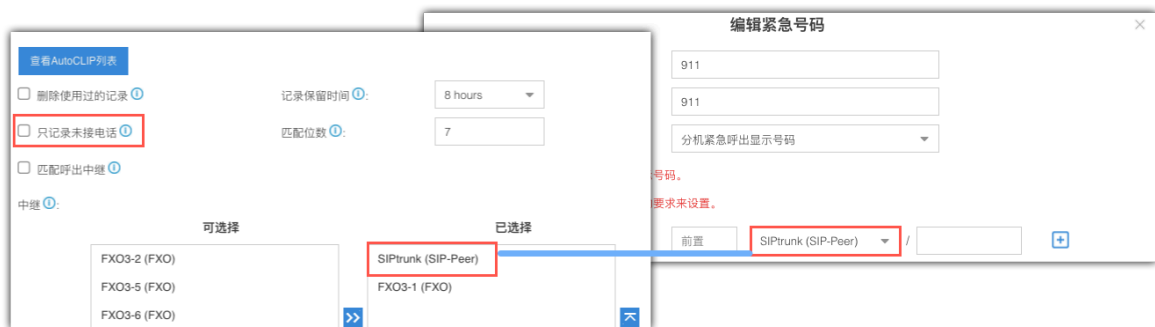 编辑紧急号码
911
911
分机紧急呼出显示号码
号码。
要求来设置。
前置
SIPtrunk (SIP-Peer)
/
查看AutoCLIP列表
删除使用过的记录
记录保留时间
:
8 hours
只记录未接电话
匹配位数
:
7
匹配呼出中继
中继
:
可选择
已选择
FXO3-2 (FXO)
FXO3-5 (FXO)
FXO3-6 (FXO)
SIPtrunk (SIP-Peer)
FXO3-1 (FXO)